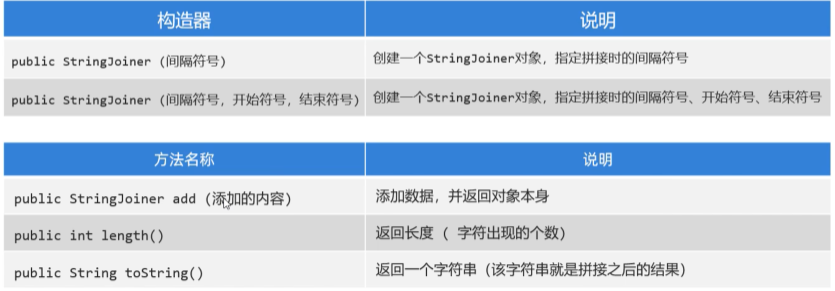 构造器 说明
public StringJoiner (间隔符号) 创建一个StringJoiner对象，指定拼接时的间隔符号
public StringJoiner (间隔符号，开始符号，结束符号) 创建一个StringJoiner对象，指定拼接时的间隔符号、开始符号、结束符号
方法名称 说明
public StringJoiner add (添加的内容) 添加数据，并返回对象本身
public int length() 返回长度 ( 字符出现的个数)
public String toString() 返回一个字符串 (该字符串就是拼接之后的结果)